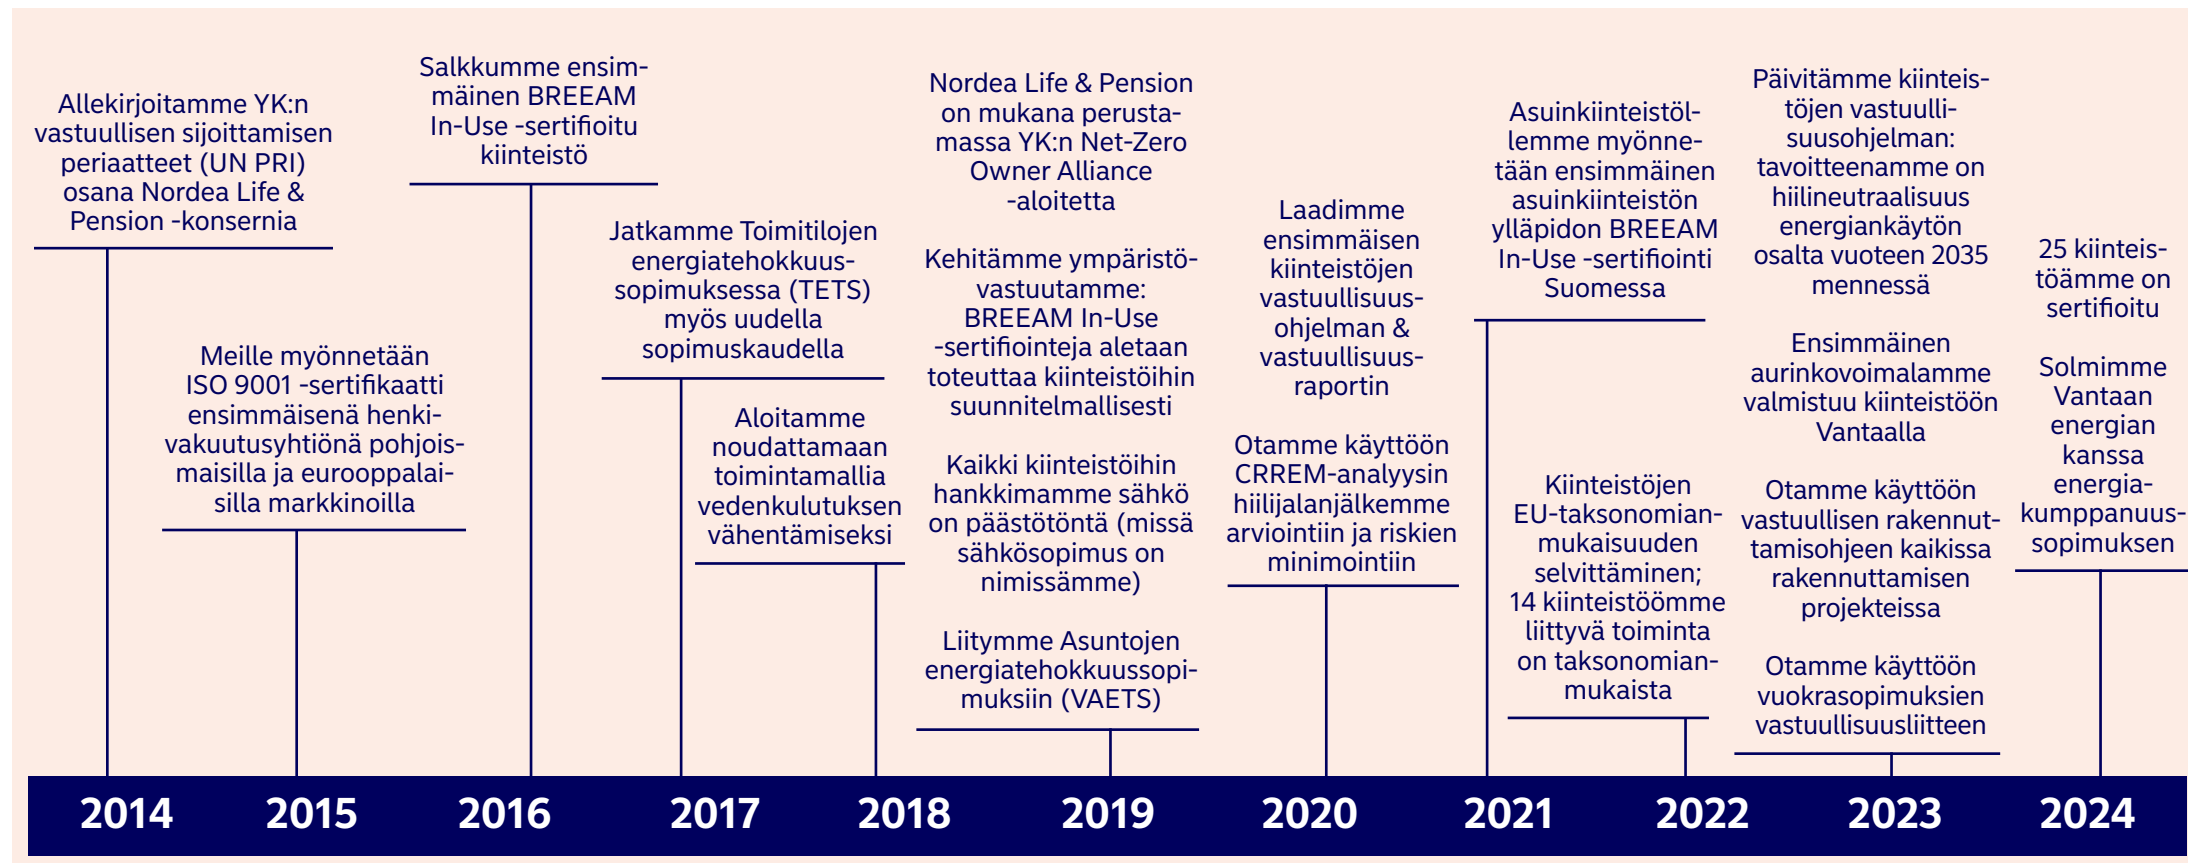 Allekirjoitamme YK:n
vastuullisen sijoittamisen
periaatteet (UN PRI)
osana Nordea Life &
Pension -konsernia
Meille myönnetään
ISO 9001 -sertifikaatti
ensimmäisenä henki-
vakuutusyhtiönä pohjois-
maisilla ja eurooppalai-
silla markkinoilla
Salkkumme ensim-
mäinen BREEAM
In-Use -sertifioitu
kiinteistö
Jatkamme Toimitilojen
energiatehokkuus-
sopimuksessa (TETS)
myös uudella
sopimuskaudella
Aloitamme
noudattamaan
toimintamallia
vedenkulutuksen
vähentämiseksi
Nordea Life & Pension
on mukana perusta-
massa YK:n Net-Zero
Owner Alliance
-aloitetta
Kehitämme ympäristö-
vastuutamme:
BREEAM In-Use
-sertifiointeja aletaan
toteuttaa kiinteistöihin
suunnitelmallisesti
Kaikki kiinteistöihin
hankkimamme sähkö
on päästötöntä (missä
sähkösopimus on
nimissämme)
Liitymme Asuntojen
energiatehokkuussopi-
muksiin (VAETS)
Laadimme
ensimmäisen
kiinteistöjen
vastuullisuus-
ohjelman &
vastuullisuus-
raportin
Otamme käyttöön
CRREM-analyysin
hiilijalanjälkemme
arviointiin ja riskien
minimointiin
Asuinkiinteistöl-
lemme myönne-
tään ensimmäinen
asuinkiinteistön
ylläpidon BREEAM
In-Use -sertifiointi
Suomessa
Kiinteistöjen
EU-taksonomian-
mukaisuuden
selvittäminen;
14 kiinteistöömme
liittyvä toiminta
on taksonomian-
mukaista
Päivitämme kiinteis-
töjen vastuulli-
suusohjelman:
tavoitteenamme on
hiilineutraalisuus
energiankäytön
osalta vuoteen 2035
mennessä
Ensimmäinen
aurinkovoimalamme
valmistuu kiinteistöön
Vantaalla
Otamme käyttöön
vastuullisen rakennut-
tamisohjeen kaikissa
rakennuttamisen
projekteissa
Otamme käyttöön
vuokrasopimuksien
vastuullisuusliitteen
25 kiinteis-
töämme on
sertifioitu
Solmimme
Vantaan
energian
kanssa
energia-
kumppanuus-
sopimuksen
2014 2015 2016 2017 2018 2019 2020 2021 2022 2023 2024